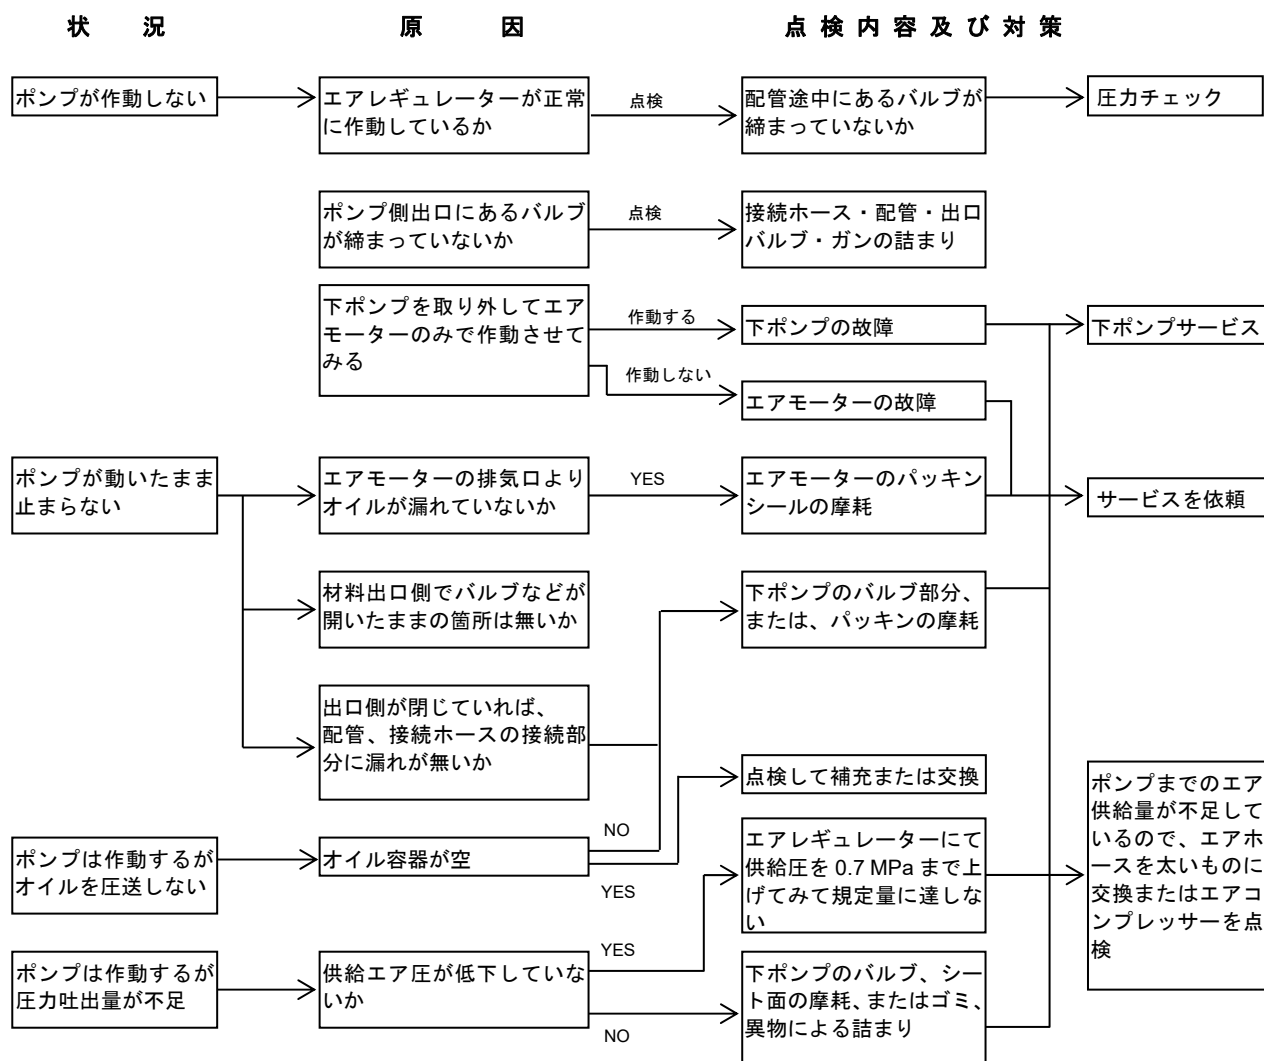 状況 原因 点検内容及び対策
ポンプが作動しない
エアレギュレーターが正常
に作動しているか
点検
配管途中にあるバルブが
締まっていないか
圧力チェック
ポンプ側出口にあるバルブ
が締まっていないか
点検
接続ホース・配管・出口
バルブ・ガンの詰まり
下ポンプを取り外してエア
モーターのみで作動させて
みる
作動する
下ポンプの故障
下ポンプサービス
作動しない
エアモーターの故障
ポンプが動いたまま
止まらない
エアモーターの排気口より
オイルが漏れていないか
YES
エアモーターのパッキン
シールの摩耗
サービスを依頼
材料出口側でバルブなどが
開いたままの箇所は無いか
下ポンプのバルブ部分、
または、パッキンの摩耗
出口側が閉じていれば、
配管、接続ホースの接続部
分に漏れが無いか
点検して補充または交換
ポンプは作動するが
オイルを圧送しない
オイル容器が空
NO
YES
エアレギュレーターにて
供給圧を 0.7 MPa まで上
げてみて規定量に達しな
い
ポンプまでのエア
供給量が不足して
いるので、エアホ
ースを太いものに
交換またはエアコ
ンプレッサーを点
検
ポンプは作動するが
圧力吐出量が不足
供給エア圧が低下していな
いか
YES
NO
下ポンプのバルブ、シー
ト面の摩耗、またはゴミ、
異物による詰まり